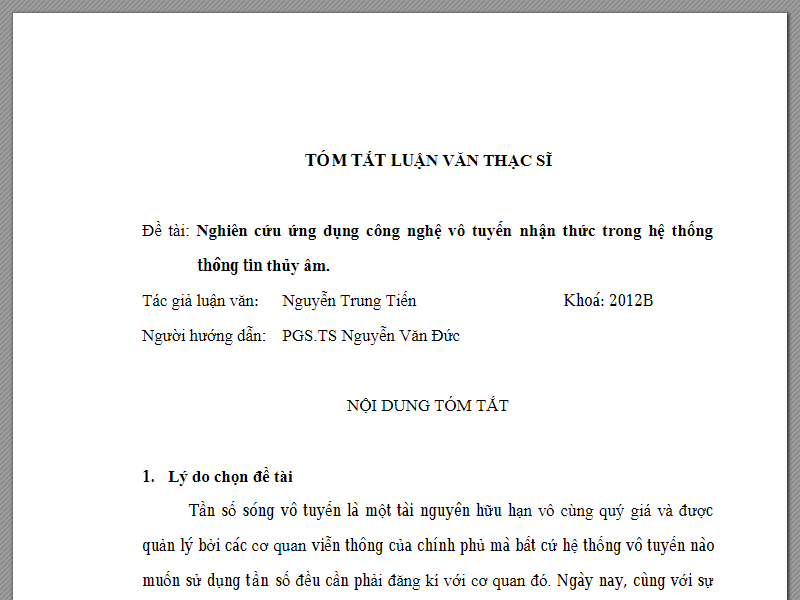 TÓM TẮT LUẬN VĂN THẠC SĨ
Đề tài: Nghiên cứu ứng dụng công nghệ vô tuyến nhận thức trong hệ thống
thông tin thủy âm.
Tác giả luận văn: Nguyễn Trung Tiến Khoá: 2012B
Người hướng dẫn: PGS.TS Nguyễn Văn Đức
NỘI DUNG TÓM TẮT
1. Lý do chọn đề tài
Tần số sóng vô tuyến là một tài nguyên hữu hạn vô cùng quý giá và được
quản lý bởi các cơ quan viễn thông của chính phủ mà bất cứ hệ thống vô tuyến nào
muốn sử dụng tần số đều cần phải đăng kí với cơ quan đó. Ngày nay, cùng với sự